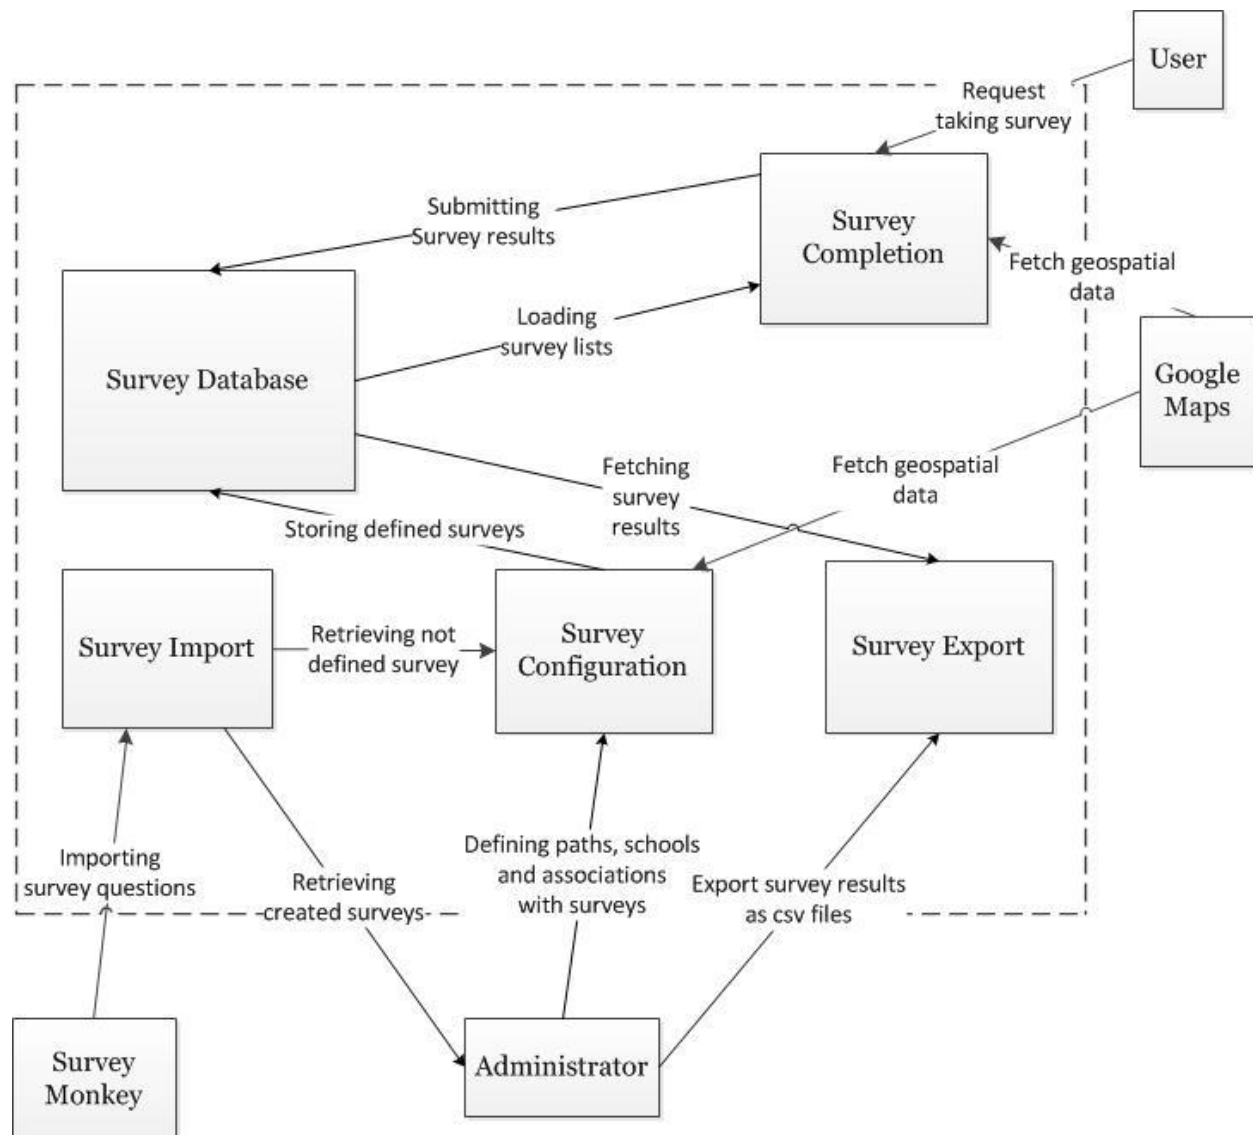 User
Request
taking survey
Submitting
Survey results
Survey
Completion
Fetch geospatial
data
Loading
survey lists
Survey Database
Google
Maps
Fetching
survey
results
Fetch geospatial
data
Storing defined surveys
Survey Import
Retrieving not
defined survey
Survey
Configuration
Survey Export
Importing
survey questions
Retrieving
created surveys
Defining paths, schools
and associations
with surveys
Export survey results
as csv files
Survey
Monkey
Administrator